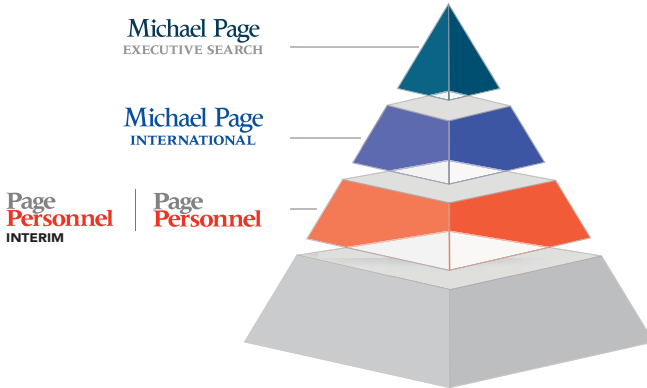 Michael Page
EXECUTIVE SEARCH
Michael Page
INTERNATIONAL
Page
Personnel
INTERIM
Page
Personnel